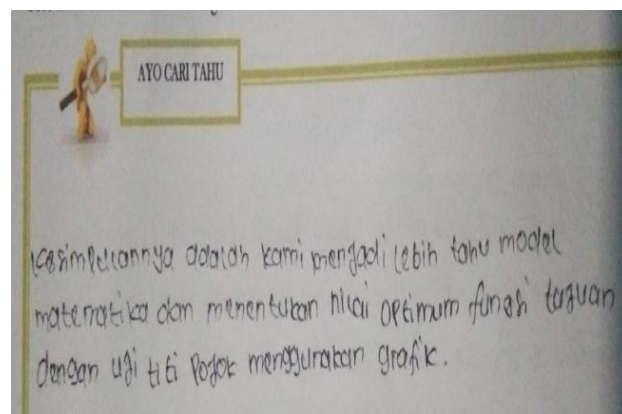 AYO CARI TAHU
Kesimpulannya adalah kami menjadi lebih tahu model
matematika dan menentukan nilai optimum fungsi tujuan
dengan uji titi pojok menggunakan grafik.